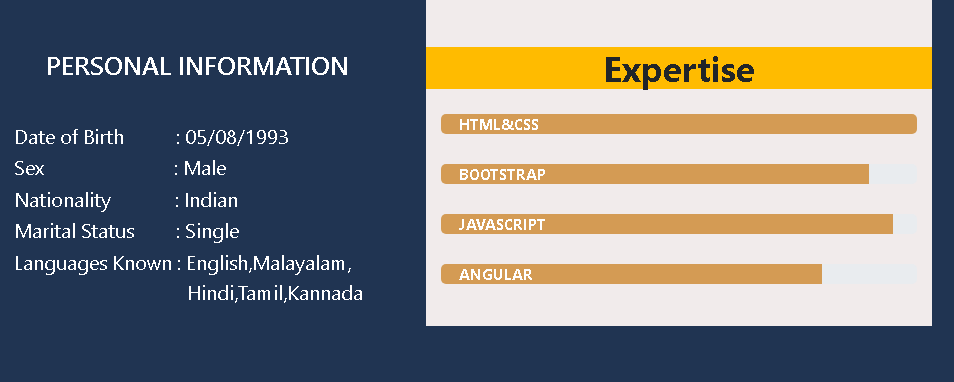 PERSONAL INFORMATION
Date of Birth : 05/08/1993
Sex : Male
Nationality : Indian
Marital Status : Single
Languages Known : English,Malayalam,
Hindi,Tamil,Kannada
Expertise
HTML&CSS
BOOTSTRAP
JAVASCRIPT
ANGULAR